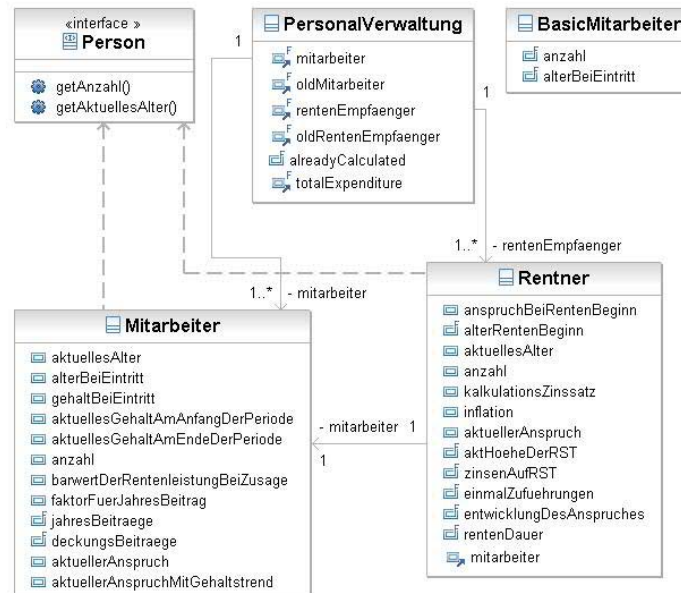 «interface »
Person
getAnzahl()
getAktuellesAlter()
PersonalVerwaltung
F mitarbeiter
F oldMitarbeiter
F rentenEmpfaenger
F oldRentenEmpfaenger
F alreadyCalculated
F totalExpenditure
BasicMitarbeiter
F anzahl
F alterBeiEintritt
1
1
1..* - rentenEmpfaenger
1..* - mitarbeiter
Mitarbeiter
aktuellesAlter
alterBeiEintritt
gehaltBeiEintritt
aktuellesGehaltAmAnfangDerPeriode
aktuellesGehaltAmEndeDerPeriode
anzahl
barwertDerRentenleistungBeiZusage
faktorFuerJahresBeitrag
F jahresBeitraege
F deckungsBeitraege
aktuellerAnspruch
aktuellerAnspruchMitGehaltstrend
- mitarbeiter 1
1
Rentner
anspruchBeiRentenBeginn
F alterRentenBeginn
aktuellesAlter
anzahl
kalkulationsZinssatz
inflation
aktuellerAnspruch
F aktHoeheDerRST
F zinsenAufRST
F einmalZufuehrungen
F entwicklungDesAnspruches
F rentenDauer
mitarbeiter